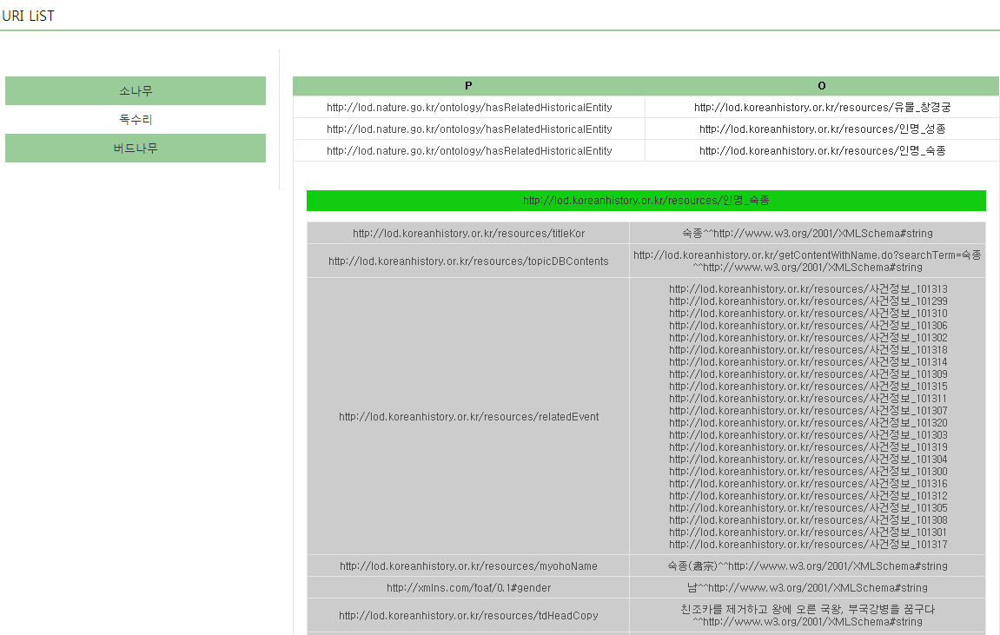 URI LiST
소나무
독수리
버드나무
P O
http://lod.nature.go.kr/ontology/hasRelatedHistoricalEntity http://lod.koreanhistory.or.kr/resources/유물_창경궁
http://lod.nature.go.kr/ontology/hasRelatedHistoricalEntity http://lod.koreanhistory.or.kr/resources/인명_성종
http://lod.nature.go.kr/ontology/hasRelatedHistoricalEntity http://lod.koreanhistory.or.kr/resources/인명_숙종
http://lod.koreanhistory.or.kr/resources/인명_숙종
http://lod.koreanhistory.or.kr/resources/titleKor 숙종^^http://www.w3.org/2001/XMLSchema#string
http://lod.koreanhistory.or.kr/resources/topicDBContents http://lod.koreanhistory.or.kr/getContentWithName.do?searchTerm=숙종
^^http://www.w3.org/2001/XMLSchema#string
http://lod.koreanhistory.or.kr/resources/relatedEvent
http://lod.koreanhistory.or.kr/resources/사건정보_101313
http://lod.koreanhistory.or.kr/resources/사건정보_101299
http://lod.koreanhistory.or.kr/resources/사건정보_101310
http://lod.koreanhistory.or.kr/resources/사건정보_101306
http://lod.koreanhistory.or.kr/resources/사건정보_101302
http://lod.koreanhistory.or.kr/resources/사건정보_101318
http://lod.koreanhistory.or.kr/resources/사건정보_101314
http://lod.koreanhistory.or.kr/resources/사건정보_101309
http://lod.koreanhistory.or.kr/resources/사건정보_101315
http://lod.koreanhistory.or.kr/resources/사건정보_101311
http://lod.koreanhistory.or.kr/resources/사건정보_101307
http://lod.koreanhistory.or.kr/resources/사건정보_101320
http://lod.koreanhistory.or.kr/resources/사건정보_101303
http://lod.koreanhistory.or.kr/resources/사건정보_101319
http://lod.koreanhistory.or.kr/resources/사건정보_101304
http://lod.koreanhistory.or.kr/resources/사건정보_101300
http://lod.koreanhistory.or.kr/resources/사건정보_101316
http://lod.koreanhistory.or.kr/resources/사건정보_101312
http://lod.koreanhistory.or.kr/resources/사건정보_101305
http://lod.koreanhistory.or.kr/resources/사건정보_101308
http://lod.koreanhistory.or.kr/resources/사건정보_101301
http://lod.koreanhistory.or.kr/resources/사건정보_101317
http://lod.koreanhistory.or.kr/resources/myohoName 숙종(肅宗)^^http://www.w3.org/2001/XMLSchema#string
http://xmlns.com/foaf/0.1#gender 남^^http://www.w3.org/2001/XMLSchema#string
http://lod.koreanhistory.or.kr/resources/tdHeadCopy 친조카를 제거하고 왕에 오른 국왕, 부국강병을 꿈구다
^^http://www.w3.org/2001/XMLSchema#string